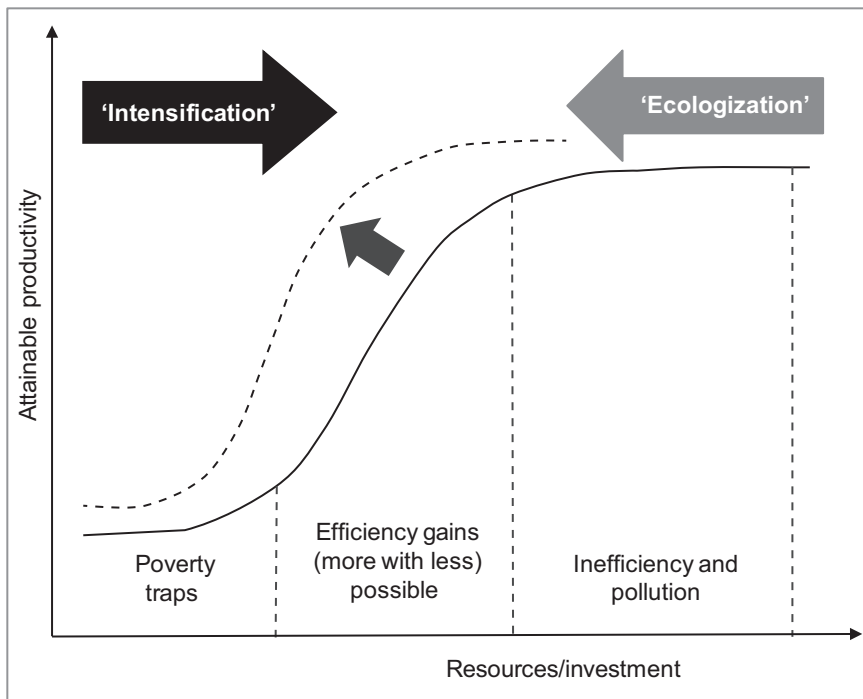 ‘Intensification’
‘Ecologization’
Attainable productivity
Poverty
traps
Efficiency gains
(more with less)
possible
Inefficiency and
pollution
Resources/investment